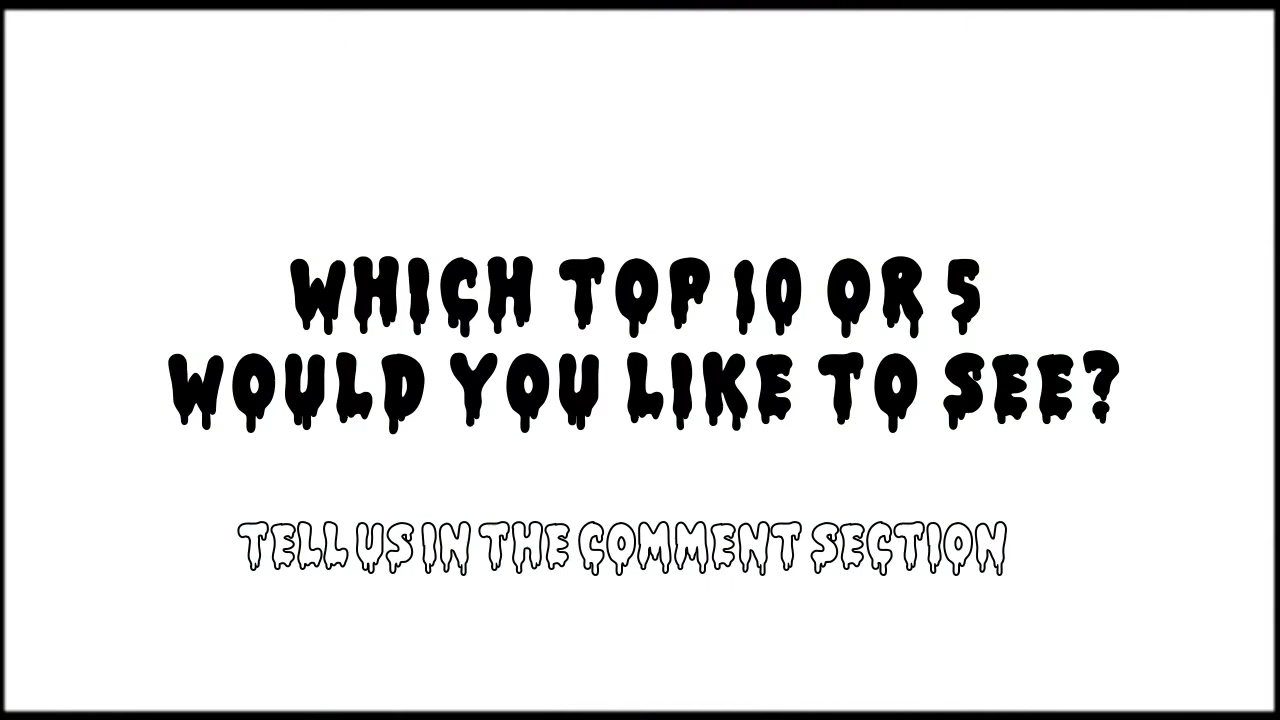 WHICH TOP 10 OR 5
WOULD YOU LIKE TO SEE?
TELL US IN THE COMMENT SECTION